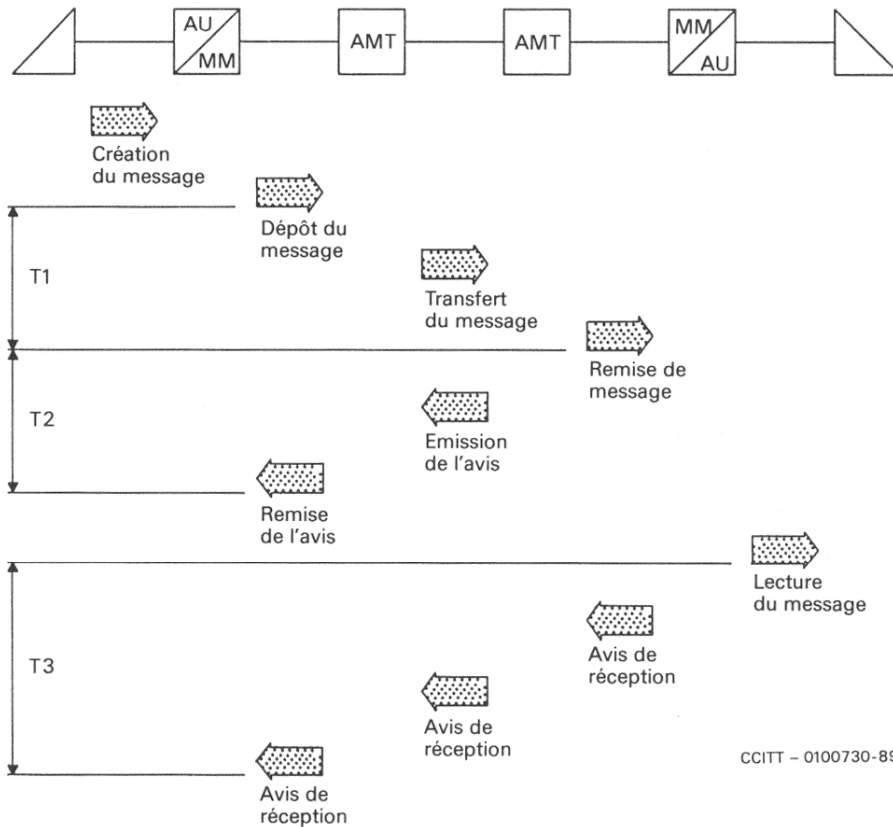 AU
MM
AMT
AMT
MM
AU
Création
du message
Dépôt du
message
T1
Transfert
du message
Remise de
message
T2
Emission
de l'avis
Remise
de l'avis
Lecture
du message
Avis de
réception
T3
Avis de
réception
CCITT – 0100730-89
Avis de
réception